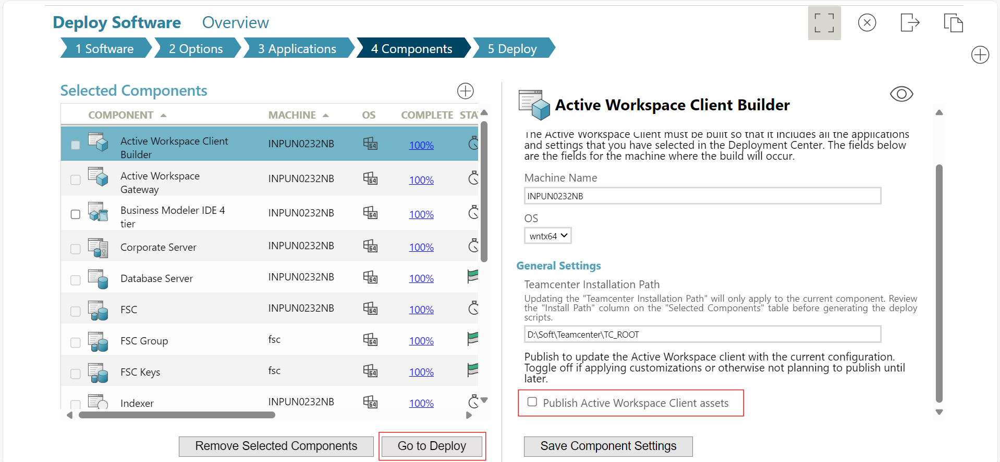 Deploy Software Overview
1 Software 2 Options 3 Applications 4 Components 5 Deploy
Selected Components
COMPONENT MACHINE OS COMPLETE STA
Active Workspace Client
Builder
INPUN0232NB 64 100%
Active Workspace
Gateway
INPUN0232NB 64 100%
Business Modeler IDE 4
tier
INPUN0232NB 64 100%
Corporate Server INPUN0232NB 64 100%
Database Server INPUN0232NB 64 100%
FSC INPUN0232NB 64 100%
FSC Group fsc 64 100%
FSC Keys fsc 64 100%
Indexer INPUN0232NB 64 100%
Remove Selected Components Go to Deploy
Active Workspace Client Builder
The Active Workspace Client must be built so that it includes all the applications
and settings that you have selected in the Deployment Center. The fields below
are the fields for the machine where the build will occur.
Machine Name
INPUN0232NB
OS
wntx64
General Settings
Teamcenter Installation Path
Updating the "Teamcenter Installation Path" will only apply to the current component. Review
the "Install Path" column on the "Selected Components" table before generating the deploy
scripts.
D:\Soft\Teamcenter\TC_ROOT
Publish to update the Active Workspace client with the current configuration.
Toggle off if applying customizations or otherwise not planning to publish until
later.
Publish Active Workspace Client assets
Save Component Settings